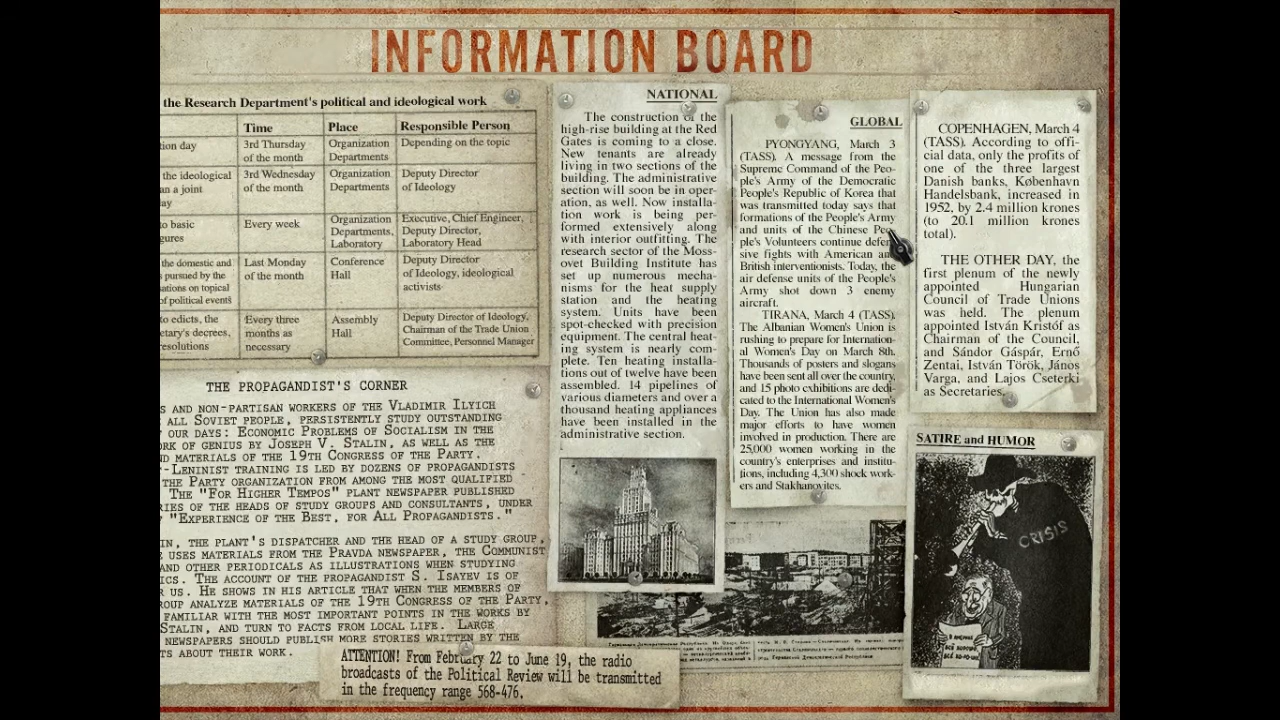 INFORMATION BOARD
the Research Department's political and ideological work
Time
Place
Responsible Person
tion day
3rd Thursday
of the month
Organization
Departments
Depending on the topic
the ideological
an a joint
ay
3rd Wednesday
of the month
Organization
Departments
Deputy Director
of Ideology
to basic
gures
Every week
Organization
Departments,
Laboratory
Executive, Chief Engineer,
Deputy Director,
Laboratory Head
the domestic and
s pursued by the
ations on topical
of political events
Last Monday
of the month
Conference
Hall
Deputy Director
of Ideology, ideological
activists
to edicts, the
etary's decrees,
resolutions
Every three
months as
necessary
Assembly
Hall
Deputy Director of Ideology,
Chairman of the Trade Union
Committee, Personnel Manager
THE PROPAGANDIST'S CORNER
S AND NON-PARTISAN WORKERS OF THE VLADIMIR ILYICH
ALL SOVIET PEOPLE, PERSISTENTLY STUDY OUTSTANDING
OUR DAYS: ECONOMIC PROBLEMS OF SOCIALISM IN THE
ORK OF GENIUS BY JOSEPH V. STALIN, AS WELL AS THE
ND MATERIALS OF THE 19TH CONGRESS OF THE PARTY.
-LENINIST TRAINING IS LED BY DOZENS OF PROPAGANDISTS
THE PARTY ORGANIZATION FROM AMONG THE MOST QUALIFIED
THE "FOR HIGHER TEMPOS" PLANT NEWSPAPER PUBLISHED
RIES OF THE HEADS OF STUDY GROUPS AND CONSULTANTS, UNDER
"EXPERIENCE OF THE BEST, FOR ALL PROPAGANDISTS."
IN, THE PLANT'S DISPATCHER AND THE HEAD OF A STUDY GROUP,
USES MATERIALS FROM THE PRAVDA NEWSPAPER, THE COMMUNIST
AND OTHER PERIODICALS AS ILLUSTRATIONS WHEN STUDYING
ICS. THE ACCOUNT OF THE PROPAGANDIST S. ISAYEV IS OF
R US. HE SHOWS IN HIS ARTICLE THAT WHEN THE MEMBERS OF
ROUP ANALYZE MATERIALS OF THE 19TH CONGRESS OF THE PARTY,
FAMILIAR WITH THE MOST IMPORTANT POINTS IN THE WORKS BY
STALIN, AND TURN TO FACTS FROM LOCAL LIFE. LARGE
NEWSPAPERS SHOULD PUBLISH MORE STORIES WRITTEN BY THE
TS ABOUT THEIR WORK.
ATTENTION! From February 22 to June 19, the radio
broadcasts of the Political Review will be transmitted
in the frequency range 568-476.
NATIONAL
The construction of the
high-rise building at the Red
Gates is coming to a close.
New tenants are already
living in two sections of the
building. The administrative
section will soon be in oper-
ation, as well. Now installa-
tion work is being per-
formed extensively along
with interior outfitting. The
research sector of the Moss-
ovet Building Institute has
set up numerous mecha-
nisms for the heat supply
station and the heating
system. Units have been
spot-checked with precision
equipment. The central heat-
ing system is nearly com-
plete. Ten heating installa-
tions out of twelve have been
assembled. 14 pipelines of
various diameters and over a
thousand heating appliances
have been installed in the
administrative section.
GLOBAL
PYONGYANG, March 3
(TASS). A message from the
Supreme Command of the Peo-
ple's Army of the Democratic
People's Republic of Korea that
was transmitted today says that
formations of the People's Army
and units of the Chinese Peo-
ple's Volunteers continue defen-
sive fights with American and
British interventionists. Today, the
air defense units of the People's
Army shot down 3 enemy
aircraft.
TIRANA, March 4 (TASS).
The Albanian Women's Union is
rushing to prepare for Internation-
al Women's Day on March 8th.
Thousands of posters and slogans
have been sent all over the country,
and 15 photo exhibitions are dedi-
cated to the International Women's
Day. The Union has also made
major efforts to have women
involved in production. There are
25,000 women working in the
country's enterprises and institu-
tions, including 4,300 shock work-
ers and Stakhanovites.
COPENHAGEN, March 4
(TASS). According to offi-
cial data, only the profits of
one of the three largest
Danish banks, København
Handelsbank, increased in
1952, by 2.4 million krones
(to 20.1 million krones
total).
THE OTHER DAY, the
first plenum of the newly
appointed Hungarian
Council of Trade Unions
was held. The plenum
appointed István Kristóf as
Chairman of the Council,
and Sándor Gáspár, Ernő
Zentai, István Török, János
Varga, and Lajos Cseterki
as Secretaries.
SATIRE and HUMOR
CRISIS
В АМЕРИКЕ
ВСЁ ХОРОШО